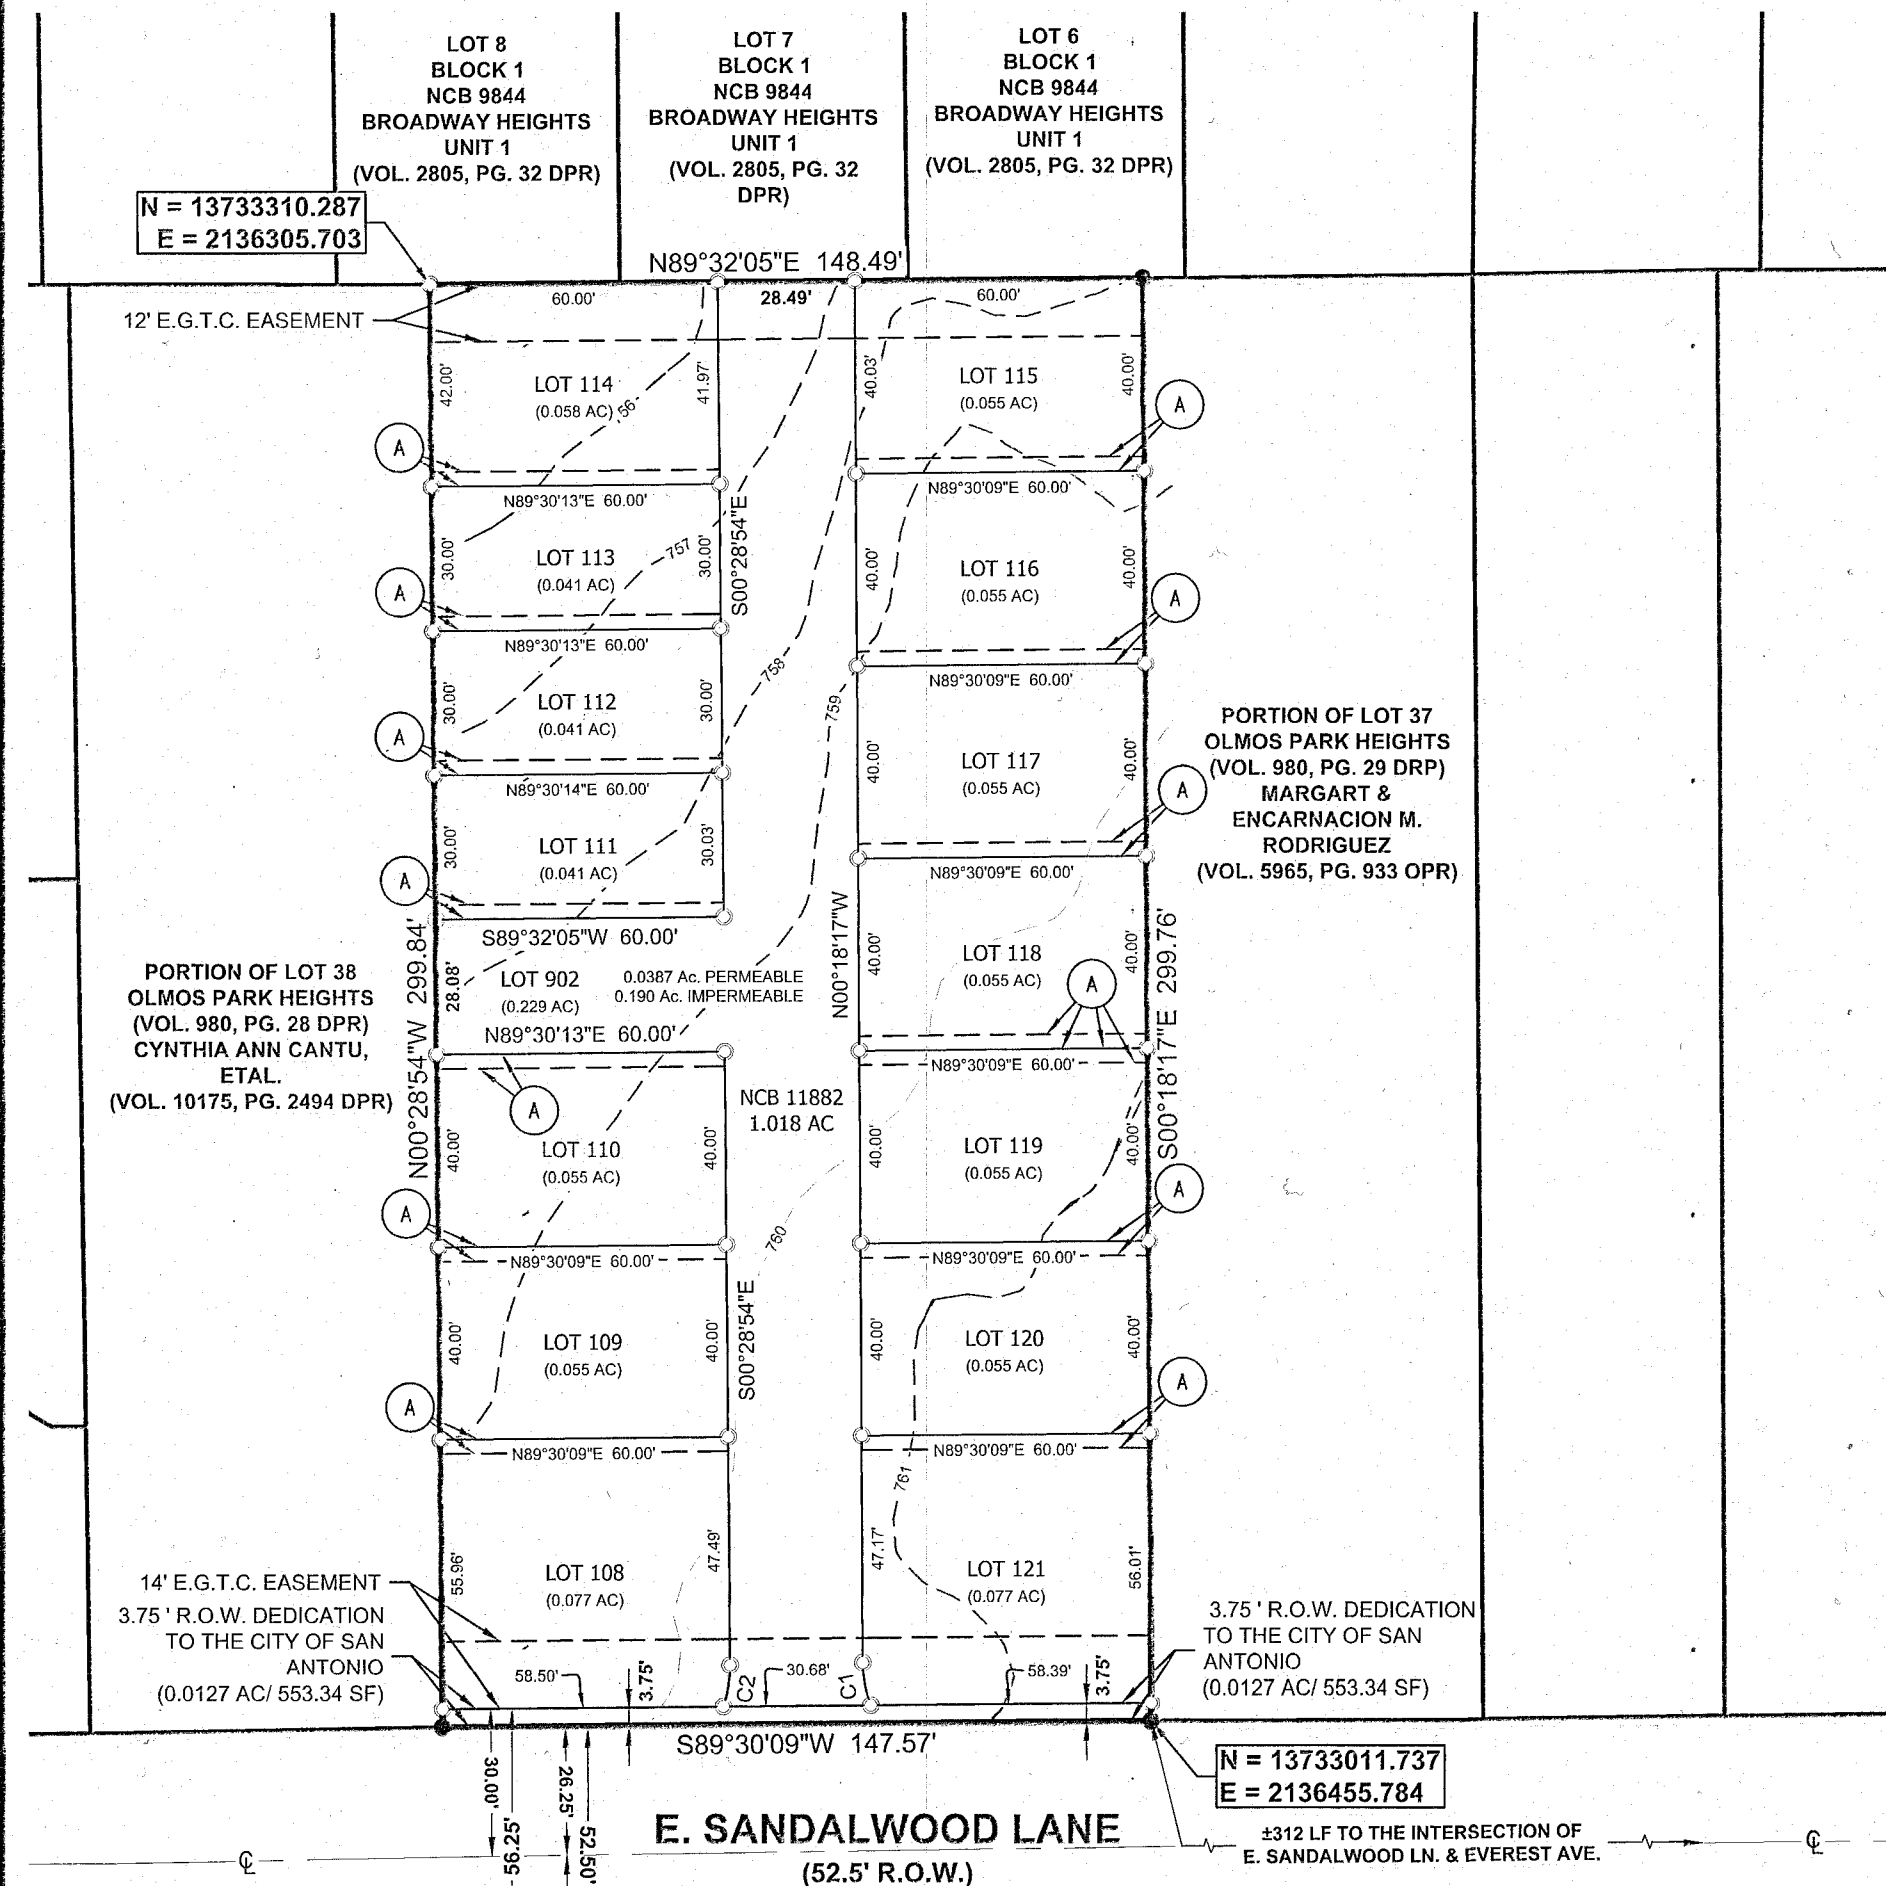 LOT 8
BLOCK 1
NCB 9844
BROADWAY HEIGHTS
UNIT 1
(VOL. 2805, PG. 32 DPR)
LOT 7
BLOCK 1
NCB 9844
BROADWAY HEIGHTS
UNIT 1
(VOL. 2805, PG. 32
DPR)
LOT 6
BLOCK 1
NCB 9844
BROADWAY HEIGHTS
UNIT 1
(VOL. 2805, PG. 32 DPR)
N = 13733310.287
E = 2136305.703
N89°32'05"E 148.49'
60.00'
28.49'
60.00'
12' E.G.T.C. EASEMENT
42.00'
LOT 114
(0.058 AC)
56
41.97'
40.03'
LOT 115
(0.055 AC)
40.00'
A
A
N89°30'13"E 60.00'
N89°30'09"E 60.00'
S00°28'54"E
30.00'
LOT 113
(0.041 AC)
757
30.00'
40.00'
LOT 116
(0.055 AC)
40.00'
A
A
N89°30'13"E 60.00'
N89°30'09"E 60.00'
758
759
30.00'
LOT 112
(0.041 AC)
30.00'
40.00'
LOT 117
(0.055 AC)
40.00'
A
A
N89°30'14"E 60.00'
N89°30'09"E 60.00'
PORTION OF LOT 37
OLMOS PARK HEIGHTS
(VOL. 980, PG. 29 DRP)
MARGART &
ENCARNACION M.
RODRIGUEZ
(VOL. 5965, PG. 933 OPR)
30.00'
LOT 111
(0.041 AC)
30.03'
A
S89°32'05"W 60.00'
N00°18'17"W
40.00'
LOT 118
(0.055 AC)
40.00'
A
S00°18'17"E 299.76'
N00°28'54"W 299.84'
PORTION OF LOT 38
OLMOS PARK HEIGHTS
(VOL. 980, PG. 28 DPR)
CYNTHIA ANN CANTU,
ETAL.
(VOL. 10175, PG. 2494 DPR)
28.08'
LOT 902
(0.229 AC)
0.0387 Ac. PERMEABLE
0.190 Ac. IMPERMEABLE
N89°30'13"E 60.00'
N89°30'09"E 60.00'
A
NCB 11882
1.018 AC
40.00'
LOT 110
(0.055 AC)
40.00'
40.00'
LOT 119
(0.055 AC)
40.00'
A
A
N89°30'09"E 60.00'
N89°30'09"E 60.00'
760
S00°28'54"E
40.00'
LOT 109
(0.055 AC)
40.00'
40.00'
LOT 120
(0.055 AC)
40.00'
A
A
N89°30'09"E 60.00'
N89°30'09"E 60.00'
761
55.96'
LOT 108
(0.077 AC)
47.49'
47.17'
LOT 121
(0.077 AC)
56.01'
14' E.G.T.C. EASEMENT
3.75 ' R.O.W. DEDICATION
TO THE CITY OF SAN
ANTONIO
(0.0127 AC/ 553.34 SF)
58.50'
3.75'
C2
30.68'
C1
58.39'
3.75'
3.75 ' R.O.W. DEDICATION
TO THE CITY OF SAN
ANTONIO
(0.0127 AC/ 553.34 SF)
S89°30'09"W 147.57'
N = 13733011.737
E = 2136455.784
30.00'
56.25'
26.25'
52.50'
E. SANDALWOOD LANE
(52.5' R.O.W.)
±312 LF TO THE INTERSECTION OF
E. SANDALWOOD LN. & EVEREST AVE.
℄
℄